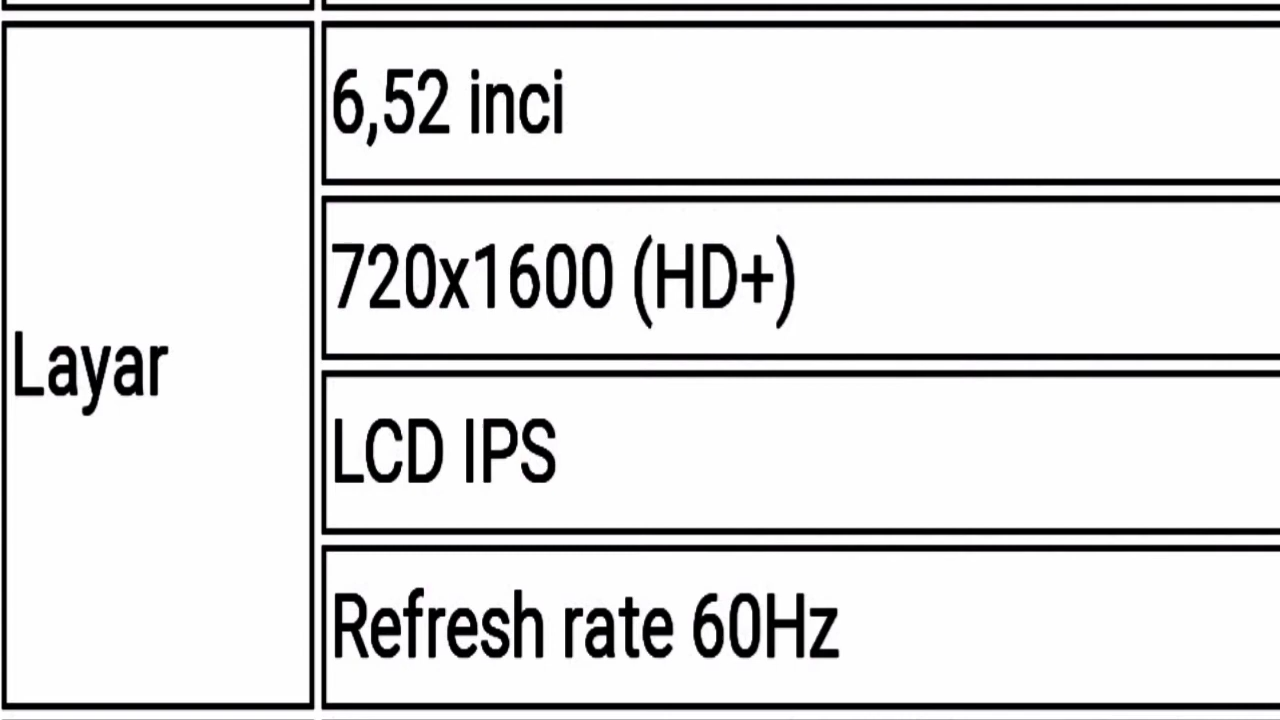 Layar
6,52 inci
720x1600 (HD+)
LCD IPS
Refresh rate 60Hz